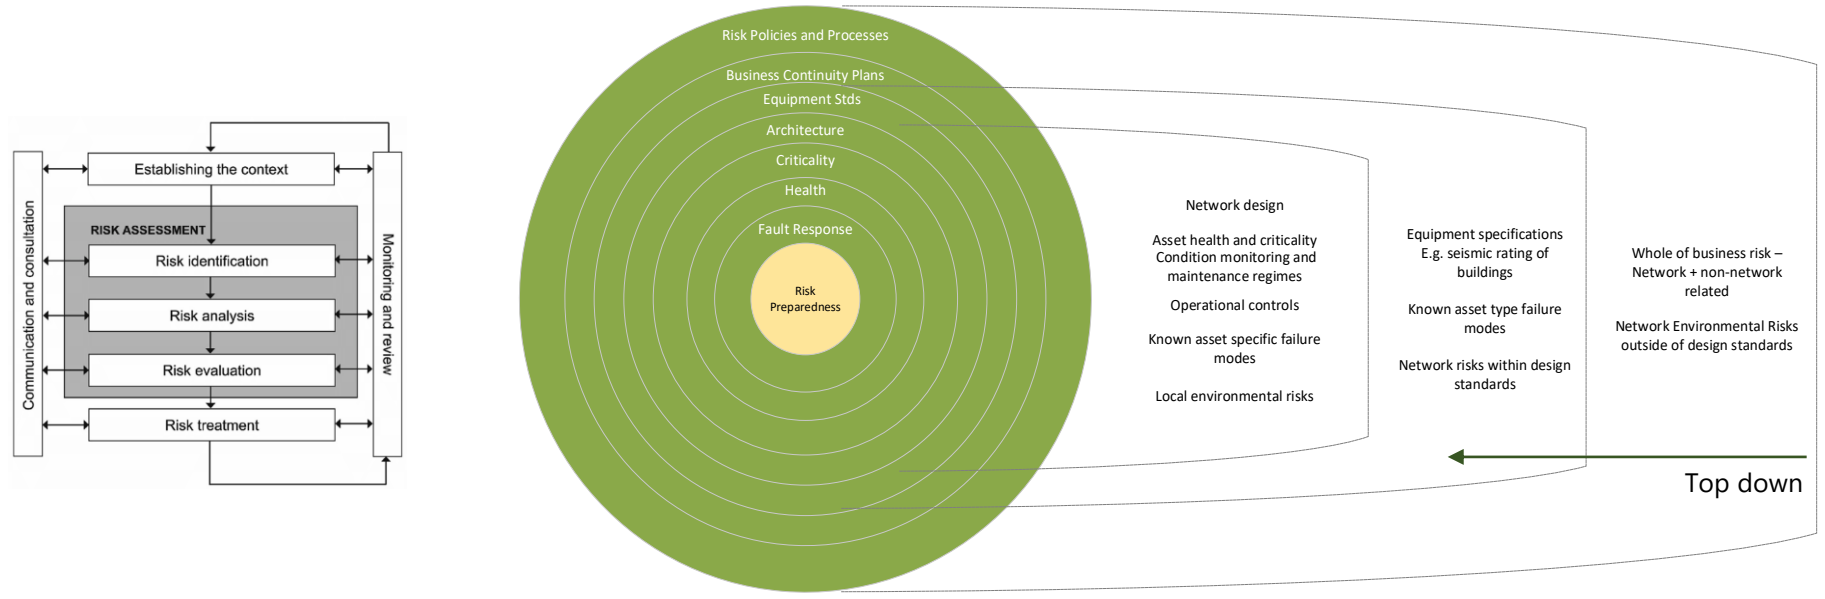 Establishing the context
RISK ASSESSMENT
Risk identification
Risk analysis
Risk evaluation
Risk treatment
Communication and consultation
Monitoring and review
Risk Policies and Processes
Business Continuity Plans
Equipment Stds
Architecture
Criticality
Health
Fault Response
Risk
Preparedness
Network design
Asset health and criticality
Condition monitoring and
maintenance regimes
Operational controls
Known asset specific failure
modes
Local environmental risks
Equipment specifications
E.g. seismic rating of
buildings
Known asset type failure
modes
Network risks within design
standards
Whole of business risk –
Network + non-network
related
Network Environmental Risks
outside of design standards
Top down